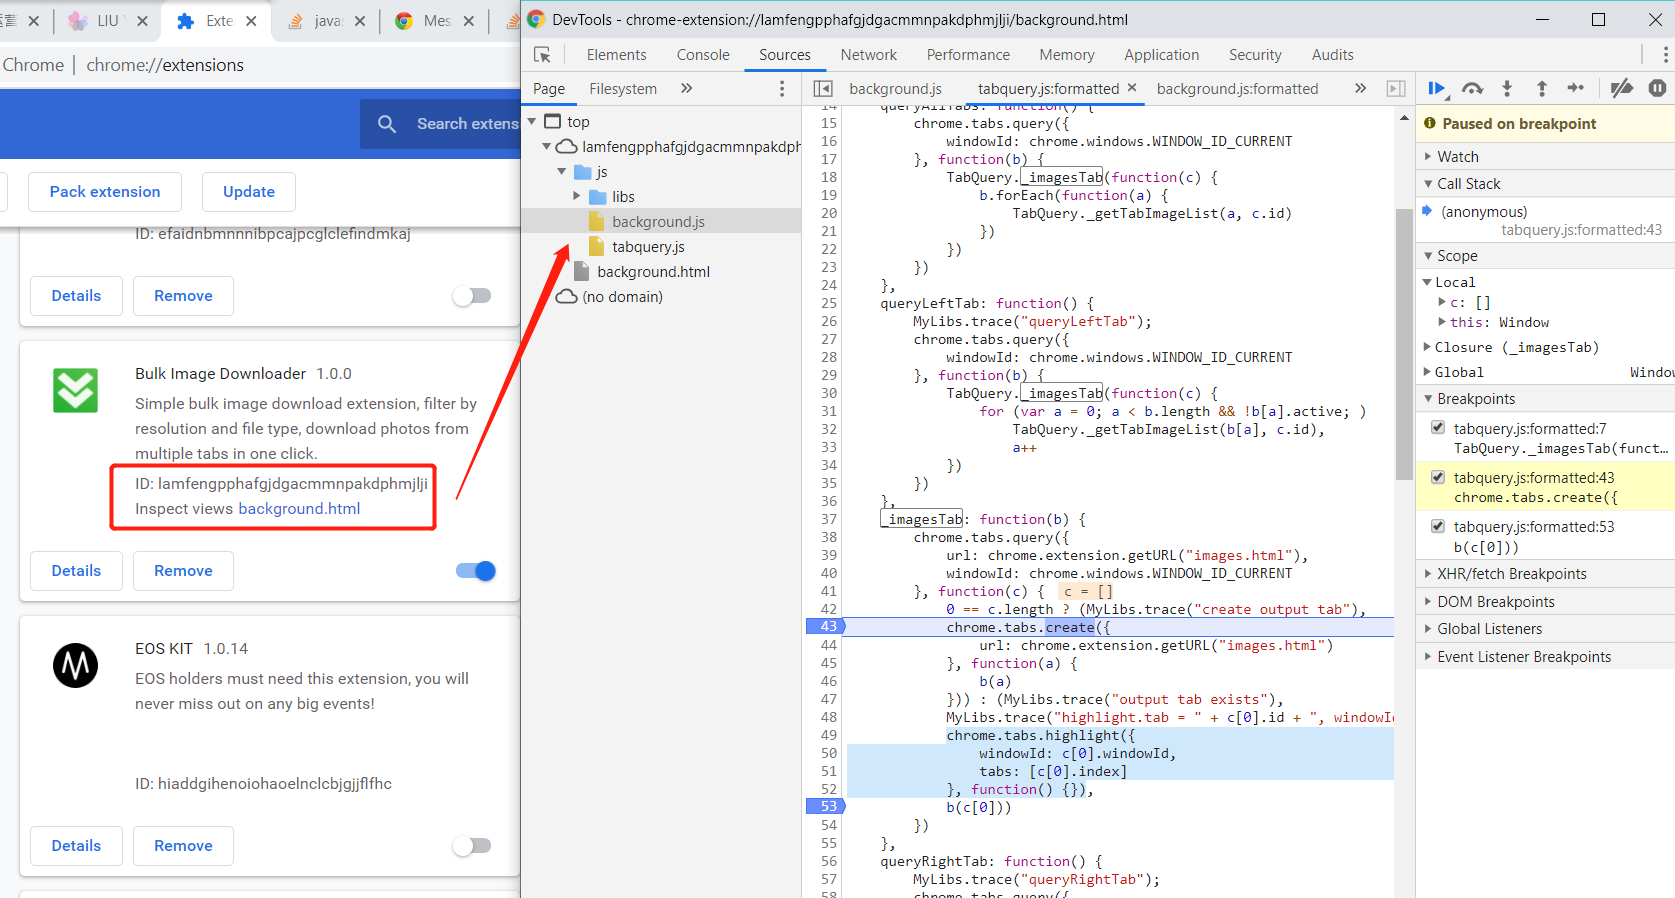 LIU
Exte
javas
Mes
Chrome
chrome://extensions
Search extens
Pack extension
Update
ID: efaidnbmnnnibpcajpcglclefindmkaj
Details
Remove
Bulk Image Downloader 1.0.0
Simple bulk image download extension, filter by
resolution and file type, download photos from
multiple tabs in one click.
ID: lamfengpphafgjdgacmmnpakdphmjlji
Inspect views background.html
Details
Remove
EOS KIT 1.0.14
EOS holders must need this extension, you will
never miss out on any big events!
ID: hiaddgihenoiohaoelnclcbjgjjflfhc
Details
Remove
DevTools - chrome-extension://lamfengpphafgjdgacmmnpakdphmjlji/background.html
Elements Console Sources Network Performance Memory Application Security Audits
Page Filesystem »
top
lamfengpphafgjdgacmmnpakdph
js
libs
background.js
tabquery.js
background.html
(no domain)
background.js tabquery.js:formatted × background.js:formatted »
14 queryAllTabs: function() {
15 chrome.tabs.query({
16 windowId: chrome.windows.WINDOW_ID_CURRENT
17 }, function(b) {
18 TabQuery._imagesTab(function(c) {
19 b.forEach(function(a) {
20 TabQuery._getTabImageList(a, c.id)
21 })
22 })
23 })
24 },
25 queryLeftTab: function() {
26 MyLibs.trace("queryLeftTab");
27 chrome.tabs.query({
28 windowId: chrome.windows.WINDOW_ID_CURRENT
29 }, function(b) {
30 TabQuery._imagesTab(function(c) {
31 for (var a = 0; a < b.length && !b[a].active; )
32 TabQuery._getTabImageList(b[a], c.id),
33 a++
34 })
35 })
36 },
37 _imagesTab: function(b) {
38 chrome.tabs.query({
39 url: chrome.extension.getURL("images.html"),
40 windowId: chrome.windows.WINDOW_ID_CURRENT
41 }, function(c) { c = []
42 0 == c.length ? (MyLibs.trace("create output tab"),
43 chrome.tabs.create({
44 url: chrome.extension.getURL("images.html")
45 }, function(a) {
46 b(a)
47 })) : (MyLibs.trace("output tab exists"),
48 MyLibs.trace("highlight.tab = " + c[0].id + ", windowId
49 chrome.tabs.highlight({
50 windowId: c[0].windowId,
51 tabs: [c[0].index]
52 }, function() {}),
53 b(c[0]))
54 })
55 },
56 queryRightTab: function() {
57 MyLibs.trace("queryRightTab");
58 chrome.tabs.query({
Paused on breakpoint
Watch
Call Stack
(anonymous)
tabquery.js:formatted:43
Scope
Local
c: []
this: Window
Closure (_imagesTab)
Global Windo
Breakpoints
tabquery.js:formatted:7
TabQuery._imagesTab(funct…
tabquery.js:formatted:43
chrome.tabs.create({
tabquery.js:formatted:53
b(c[0]))
XHR/fetch Breakpoints
DOM Breakpoints
Global Listeners
Event Listener Breakpoints